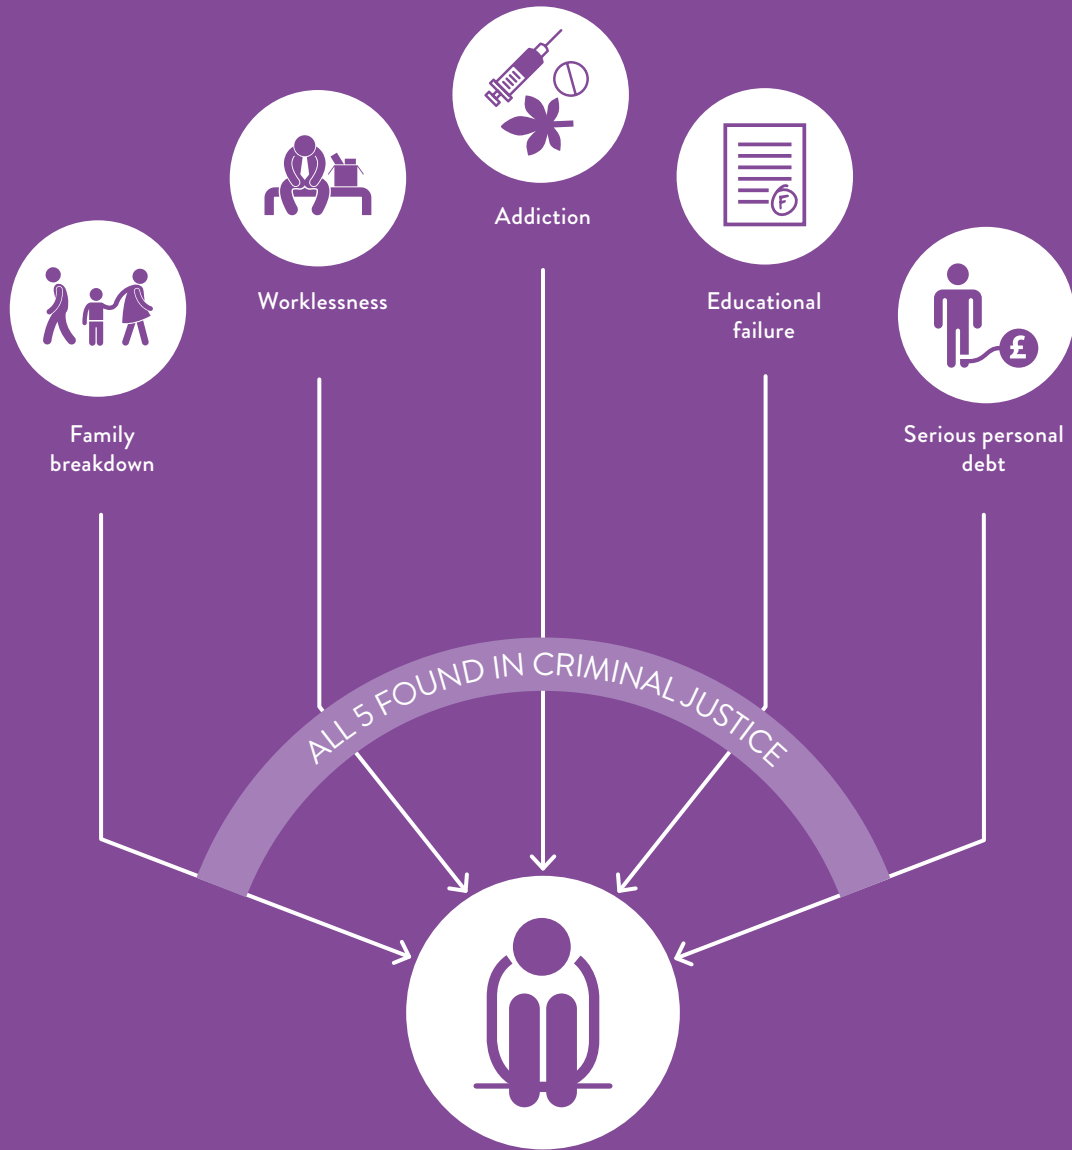 F
Addiction
Worklessness
Educational
failure
£
Family
breakdown
Serious personal
debt
ALL 5 FOUND IN CRIMINAL JUSTICE